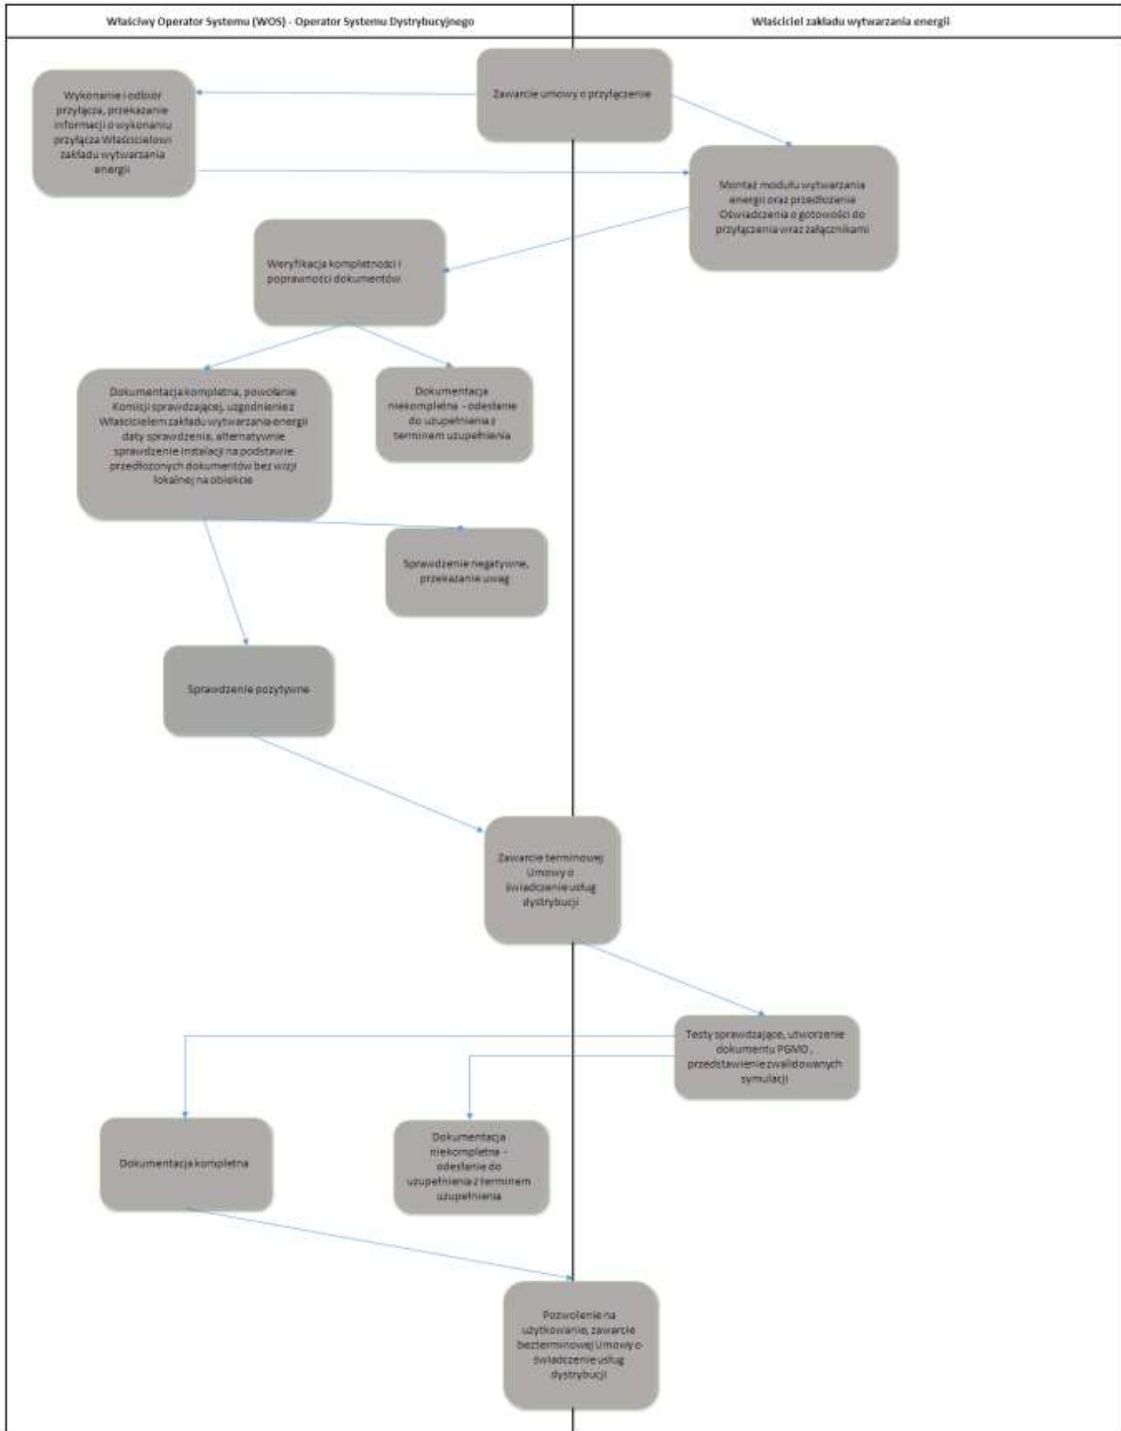 Właściwy Operator Systemu (WOS) - Operator Systemu Dystrybucyjnego
Właściciel zakładu wytwarzania energii
Zawarcie umowy o przyłączenie
Wykonanie i odbiór
przyłącza, przekazanie
informacji o wykonaniu
przyłącza Właścicielowi
zakładu wytwarzania
energii
Montaż modułu wytwarzania
energii oraz przedłożenie
Oświadczenia o gotowości do
przyłączenia wraz załącznikami
Weryfikacja kompletności i
poprawności dokumentów
Dokumentacja kompletna, powołanie
Komisji sprawdzającej, uzgodnienie z
Właścicielem zakładu wytwarzania energii
daty sprawdzenia, alternatywnie
sprawdzenie instalacji na podstawie
przedłożonych dokumentów bez wizji
lokalnej na obiekcie
Dokumentacja
niekompletna - odesłanie
do uzupełnienia z
terminem uzupełnienia
Sprawdzenie negatywne,
przekazanie uwag
Sprawdzenie pozytywne
Zawarcie terminowej
Umowy o
świadczenie usług
dystrybucji
Testy sprawdzające, utworzenie
dokumentu PGMD,
przedstawienie zwalidowanych
symulacji
Dokumentacja kompletna
Dokumentacja
niekompletna -
odesłanie do
uzupełnienia z terminem
uzupełnienia
Pozwolenie na
użytkowanie, zawarcie
bezterminowej Umowy o
świadczenie usług
dystrybucji